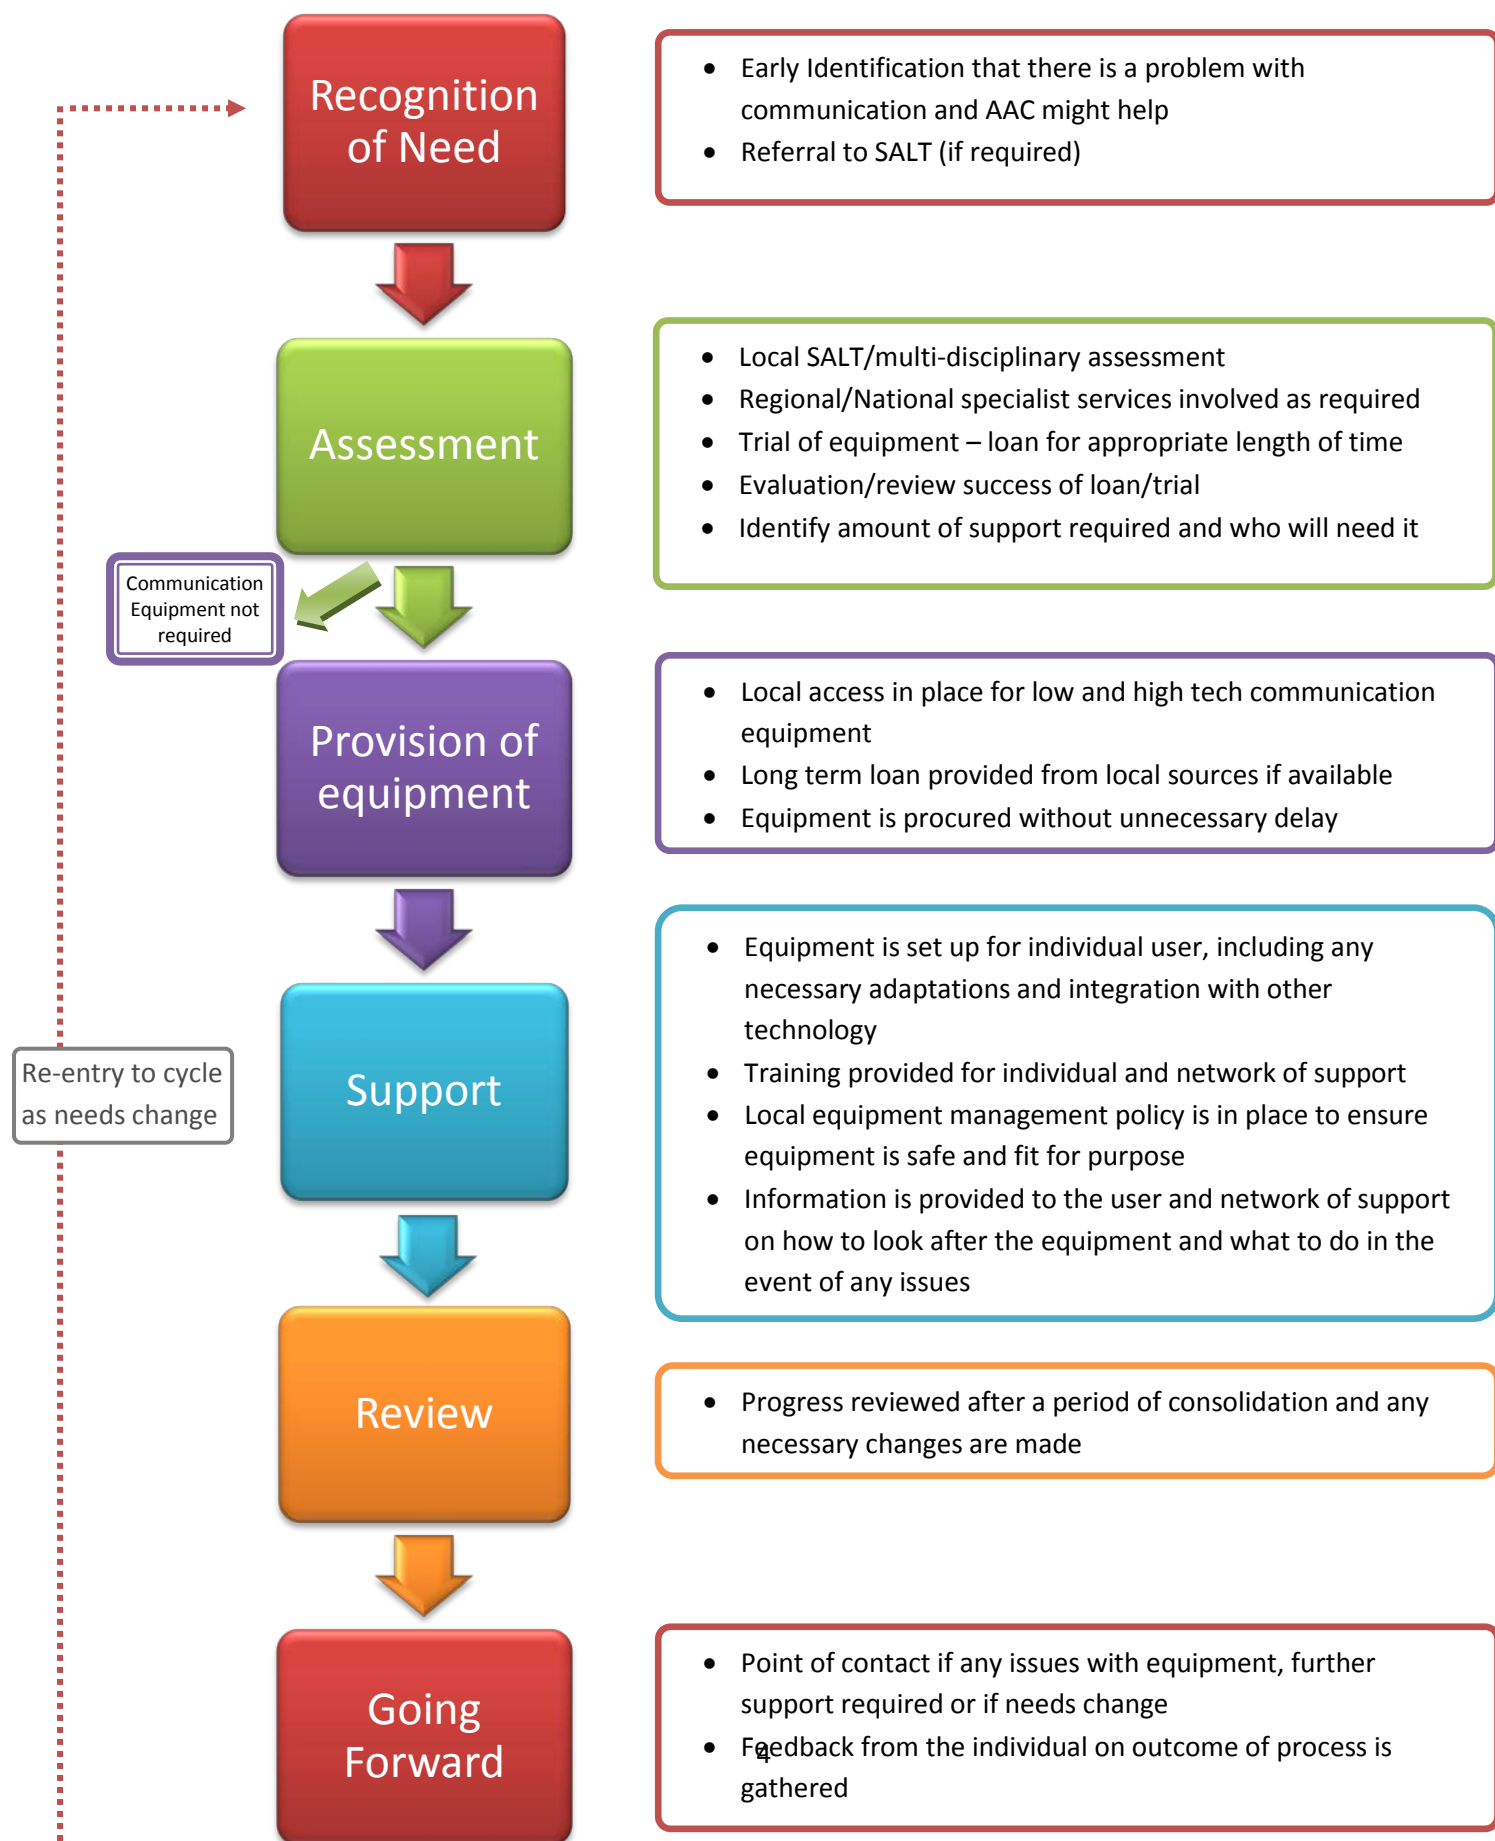 Recognition
of Need
• Early Identification that there is a problem with
communication and AAC might help
• Referral to SALT (if required)
Assessment
• Local SALT/multi-disciplinary assessment
• Regional/National specialist services involved as required
• Trial of equipment – loan for appropriate length of time
• Evaluation/review success of loan/trial
• Identify amount of support required and who will need it
Communication
Equipment not
required
Provision of
equipment
• Local access in place for low and high tech communication
equipment
• Long term loan provided from local sources if available
• Equipment is procured without unnecessary delay
Re-entry to cycle
as needs change
Support
• Equipment is set up for individual user, including any
necessary adaptations and integration with other
technology
• Training provided for individual and network of support
• Local equipment management policy is in place to ensure
equipment is safe and fit for purpose
• Information is provided to the user and network of support
on how to look after the equipment and what to do in the
event of any issues
Review
• Progress reviewed after a period of consolidation and any
necessary changes are made
Going
Forward
• Point of contact if any issues with equipment, further
support required or if needs change
• Feedback from the individual on outcome of process is
gathered
4